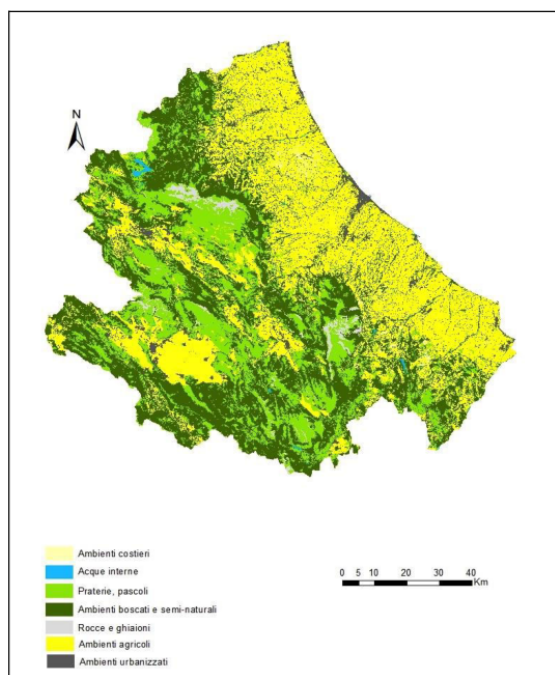 N
Ambienti costieri
Acque interne
Praterie, pascoli
Ambienti boscati e semi-naturali
Rocce e ghiaioni
Ambienti agricoli
Ambienti urbanizzati
0 5 10 20 30 40
Km